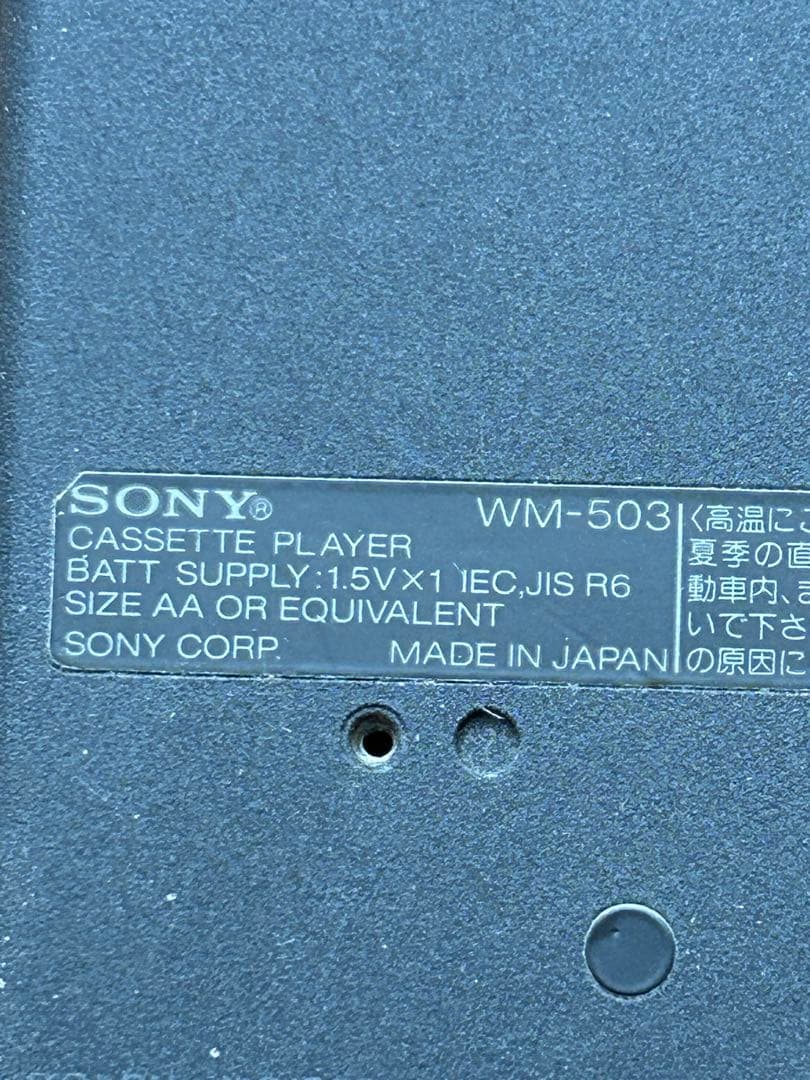 SONY®
WM-503
CASSETTE PLAYER
BATT SUPPLY:1.5V×1 IEC,JIS R6
SIZE AA OR EQUIVALENT
SONY CORP.
MADE IN JAPAN
〈高温にこ
夏季の直
動車内、ま
いで下さ
の原因に